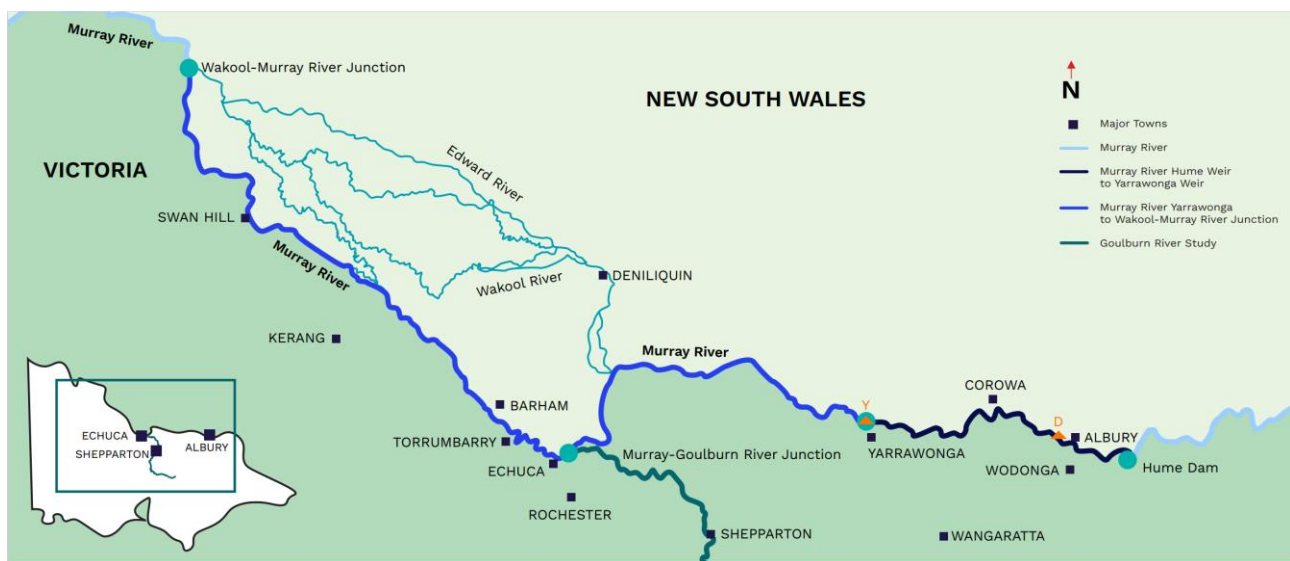 Murray River
Wakool-Murray River Junction
NEW SOUTH WALES
N
Major Towns
Murray River
Murray River Hume Weir
to Yarrawonga Weir
Murray River Yarrawonga
to Wakool-Murray River Junction
Goulburn River Study
VICTORIA
Edward River
SWAN HILL
Murray River
Wakool River
DENILIQUIN
KERANG
Murray River
COROWA
BARHAM
Y
D
ECHUCA
ALBURY
SHEPPARTON
TORRUMBARRY
ALBURY
Murray-Goulburn River Junction
YARRAWONGA
ECHUCA
WODONGA
Hume Dam
ROCHESTER
SHEPPARTON
WANGARATTA